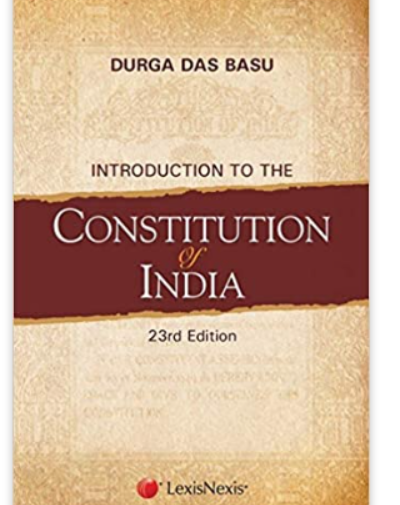 DURGA DAS BASU
INTRODUCTION TO THE
CONSTITUTION
of
INDIA
23rd Edition
LexisNexis